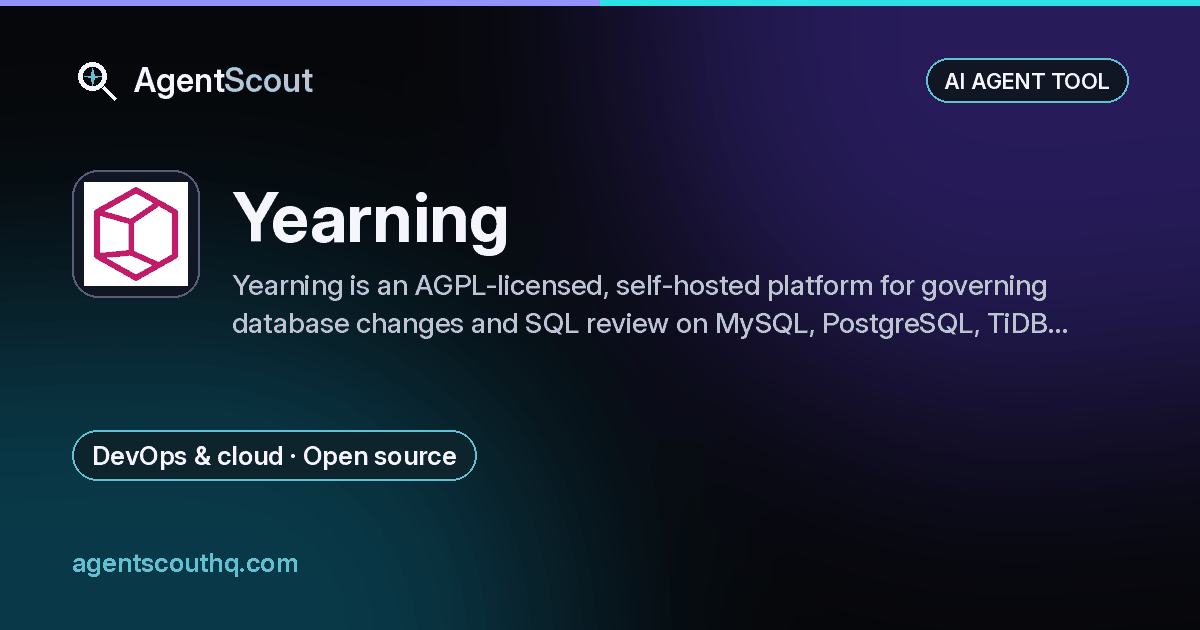 AgentScout
AI AGENT TOOL
Yearning
Yearning is an AGPL-licensed, self-hosted platform for governing
database changes and SQL review on MySQL, PostgreSQL, TiDB...
DevOps & cloud · Open source
agentscouthq.com